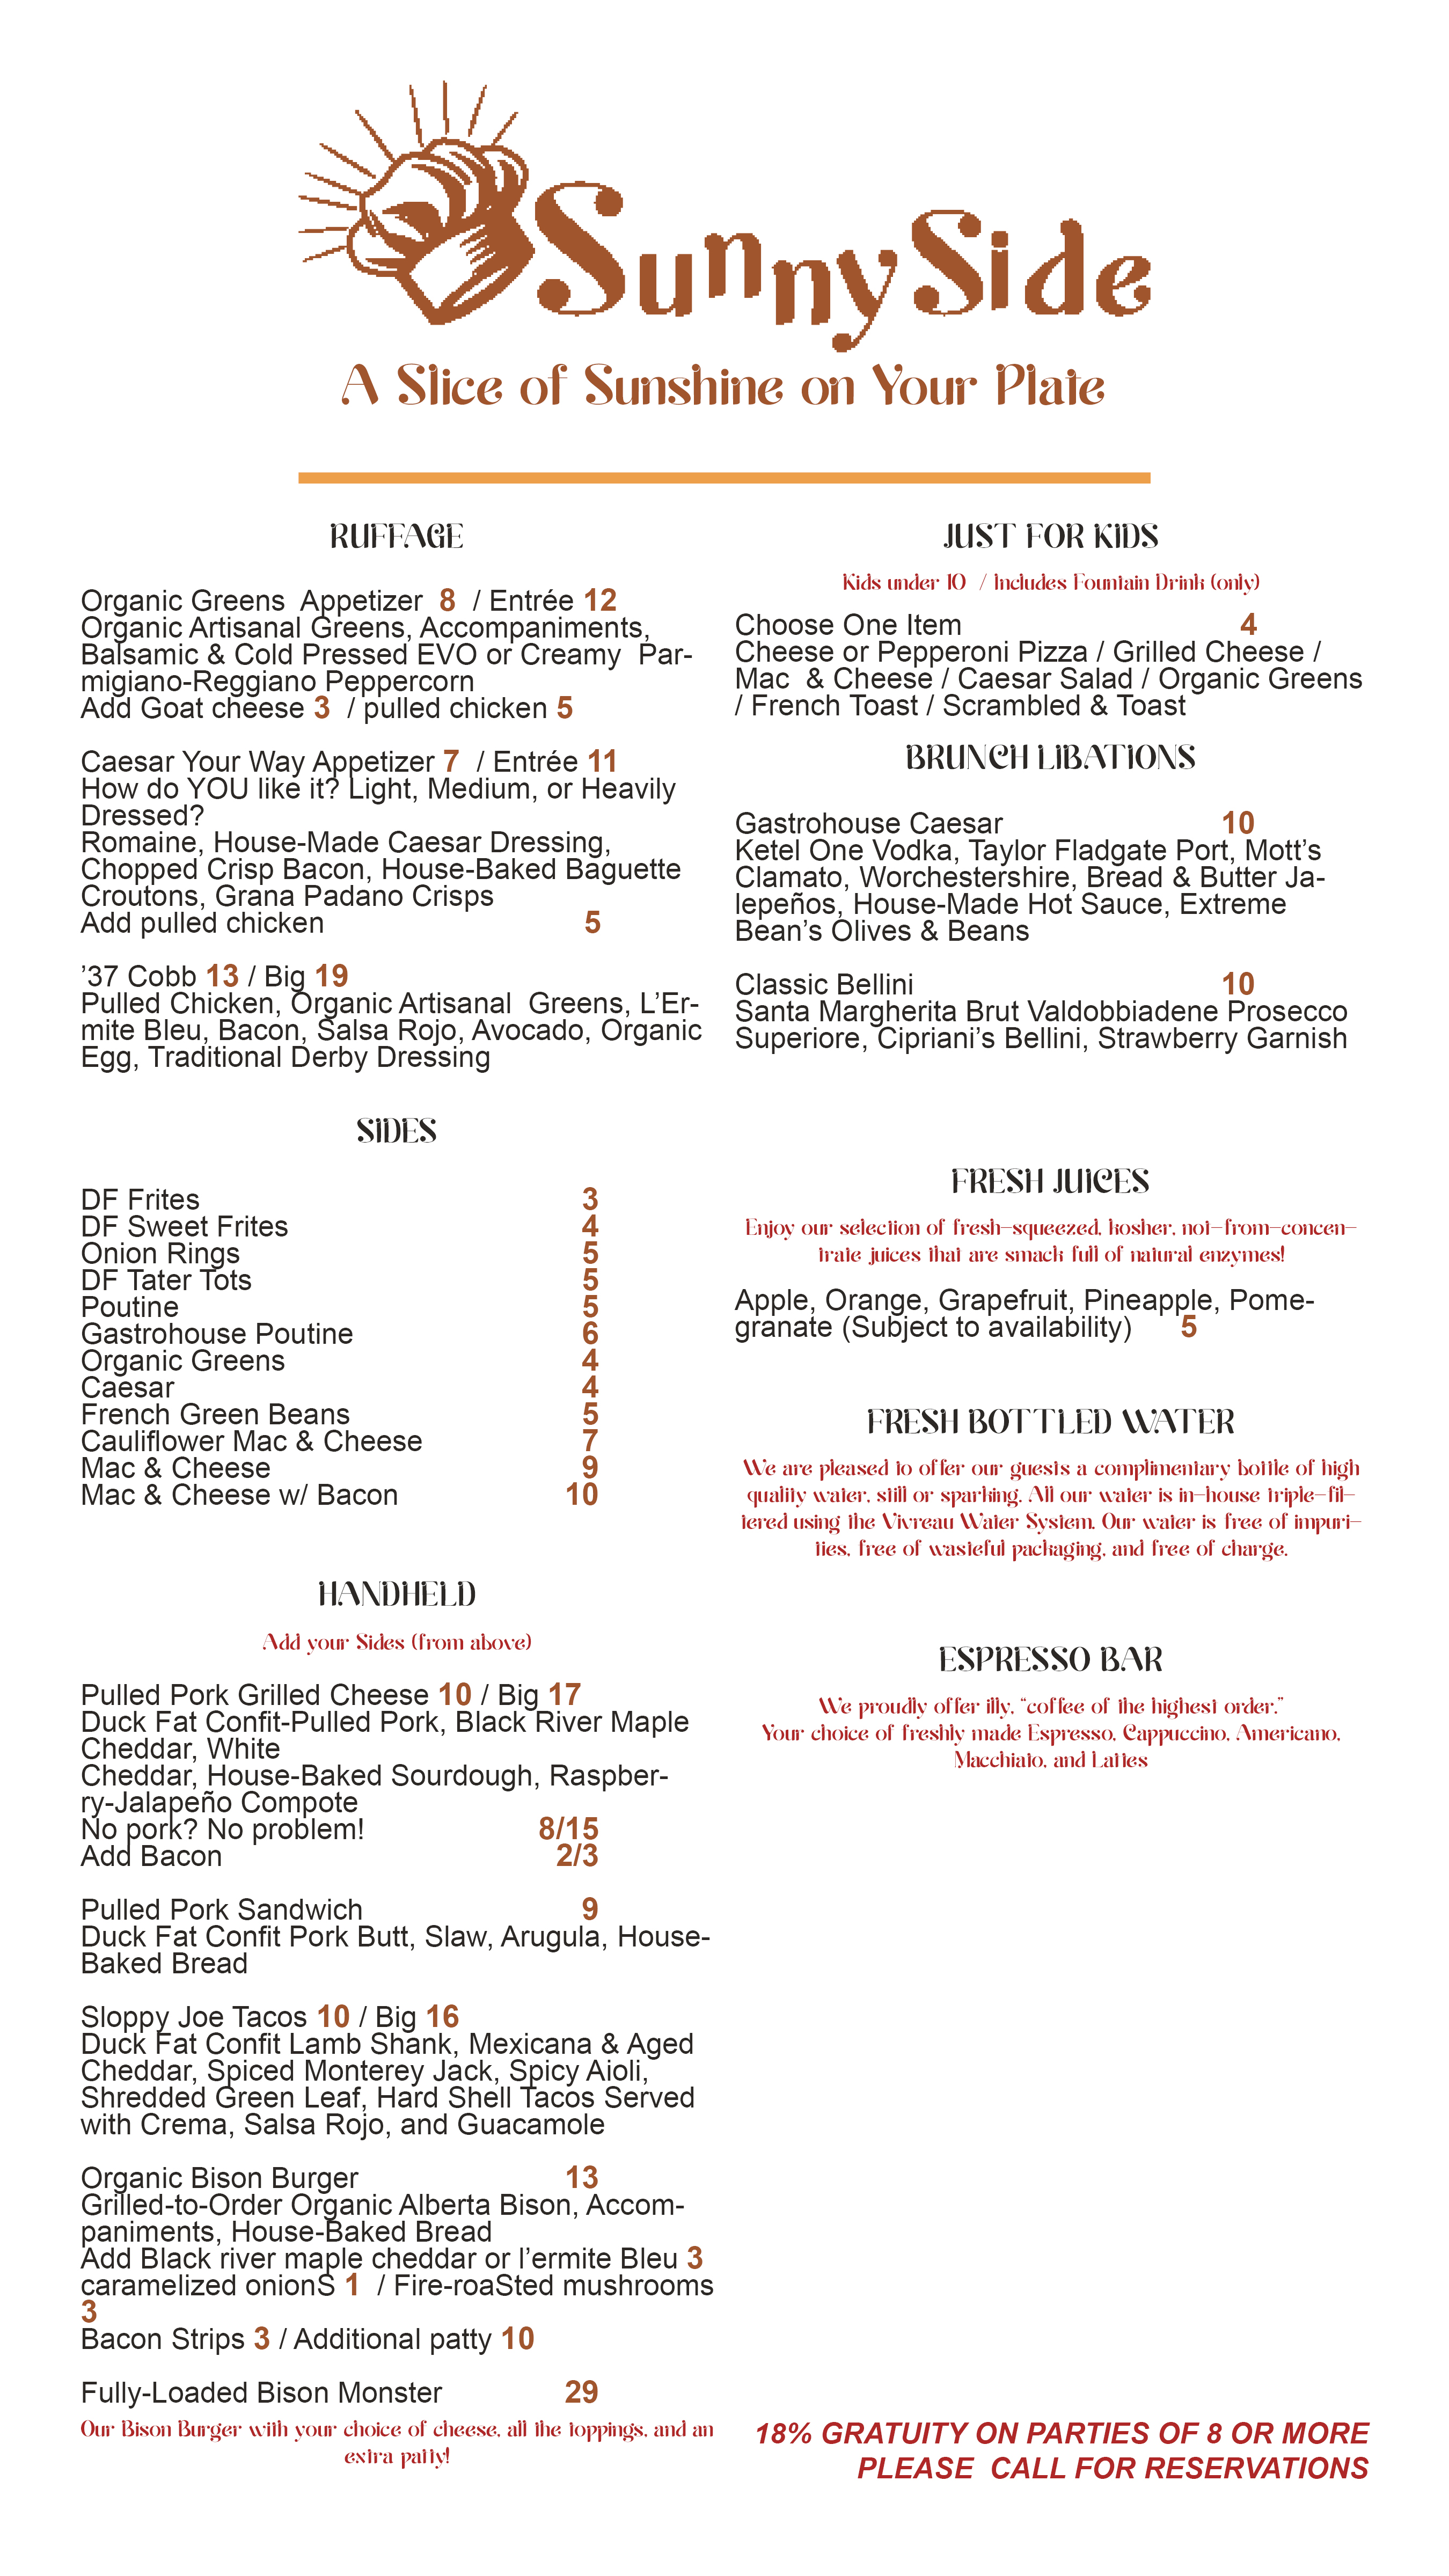 SunnySide
A Slice of Sunshine on Your Plate
RUFFAGE
Organic Greens  Appetizer  8  / Entrée 12
Organic Artisanal Greens, Accompaniments,
Balsamic & Cold Pressed EVO or Creamy  Par-
migiano-Reggiano Peppercorn
Add Goat cheese 3  / pulled chicken 5
Caesar Your Way Appetizer 7  / Entrée 11
How do YOU like it? Light, Medium, or Heavily
Dressed?
Romaine, House-Made Caesar Dressing,
Chopped Crisp Bacon, House-Baked Baguette
Croutons, Grana Padano Crisps
Add pulled chicken 5
’37 Cobb 13 / Big 19
Pulled Chicken, Organic Artisanal  Greens, L’Er-
mite Bleu, Bacon, Salsa Rojo, Avocado, Organic
Egg, Traditional Derby Dressing
SIDES
DF Frites 3
DF Sweet Frites 4
Onion Rings 5
DF Tater Tots 5
Poutine 5
Gastrohouse Poutine 6
Organic Greens 4
Caesar 4
French Green Beans 5
Cauliflower Mac & Cheese 7
Mac & Cheese 9
Mac & Cheese w/ Bacon 10
HANDHELD
Add your Sides (from above)
Pulled Pork Grilled Cheese 10 / Big 17
Duck Fat Confit-Pulled Pork, Black River Maple
Cheddar, White
Cheddar, House-Baked Sourdough, Raspber-
ry-Jalapeño Compote
No pork? No problem! 8/15
Add Bacon 2/3
Pulled Pork Sandwich 9
Duck Fat Confit Pork Butt, Slaw, Arugula, House-
Baked Bread
Sloppy Joe Tacos 10 / Big 16
Duck Fat Confit Lamb Shank, Mexicana & Aged
Cheddar, Spiced Monterey Jack, Spicy Aioli,
Shredded Green Leaf, Hard Shell Tacos Served
with Crema, Salsa Rojo, and Guacamole
Organic Bison Burger 13
Grilled-to-Order Organic Alberta Bison, Accom-
paniments, House-Baked Bread
Add Black river maple cheddar or l’ermite Bleu 3
caramelized onionS 1  / Fire-roaSted mushrooms
3
Bacon Strips 3 / Additional patty 10
Fully-Loaded Bison Monster 29
Our Bison Burger with your choice of cheese, all the toppings, and an
extra patty!
JUST FOR KIDS
Kids under 10  / Includes Fountain Drink (only)
Choose One Item 4
Cheese or Pepperoni Pizza / Grilled Cheese /
Mac  & Cheese / Caesar Salad / Organic Greens
/ French Toast / Scrambled & Toast
BRUNCH LIBATIONS
Gastrohouse Caesar 10
Ketel One Vodka, Taylor Fladgate Port, Mott’s
Clamato, Worchestershire, Bread & Butter Ja-
lepeños, House-Made Hot Sauce, Extreme
Bean’s Olives & Beans
Classic Bellini 10
Santa Margherita Brut Valdobbiadene Prosecco
Superiore, Cipriani’s Bellini, Strawberry Garnish
FRESH JUICES
Enjoy our selection of fresh-squeezed, kosher, not-from-concen-
trate juices that are smack full of natural enzymes!
Apple, Orange, Grapefruit, Pineapple, Pome-
granate (Subject to availability) 5
FRESH BOTTLED WATER
We are pleased to offer our guests a complimentary bottle of high
quality water, still or sparking. All our water is in-house triple-fil-
tered using the Vivreau Water System. Our water is free of impuri-
ties, free of wasteful packaging, and free of charge.
ESPRESSO BAR
We proudly offer illy, “coffee of the highest order.”
Your choice of freshly made Espresso, Cappuccino, Americano,
Macchiato, and Lattes
18% GRATUITY ON PARTIES OF 8 OR MORE
PLEASE  CALL FOR RESERVATIONS